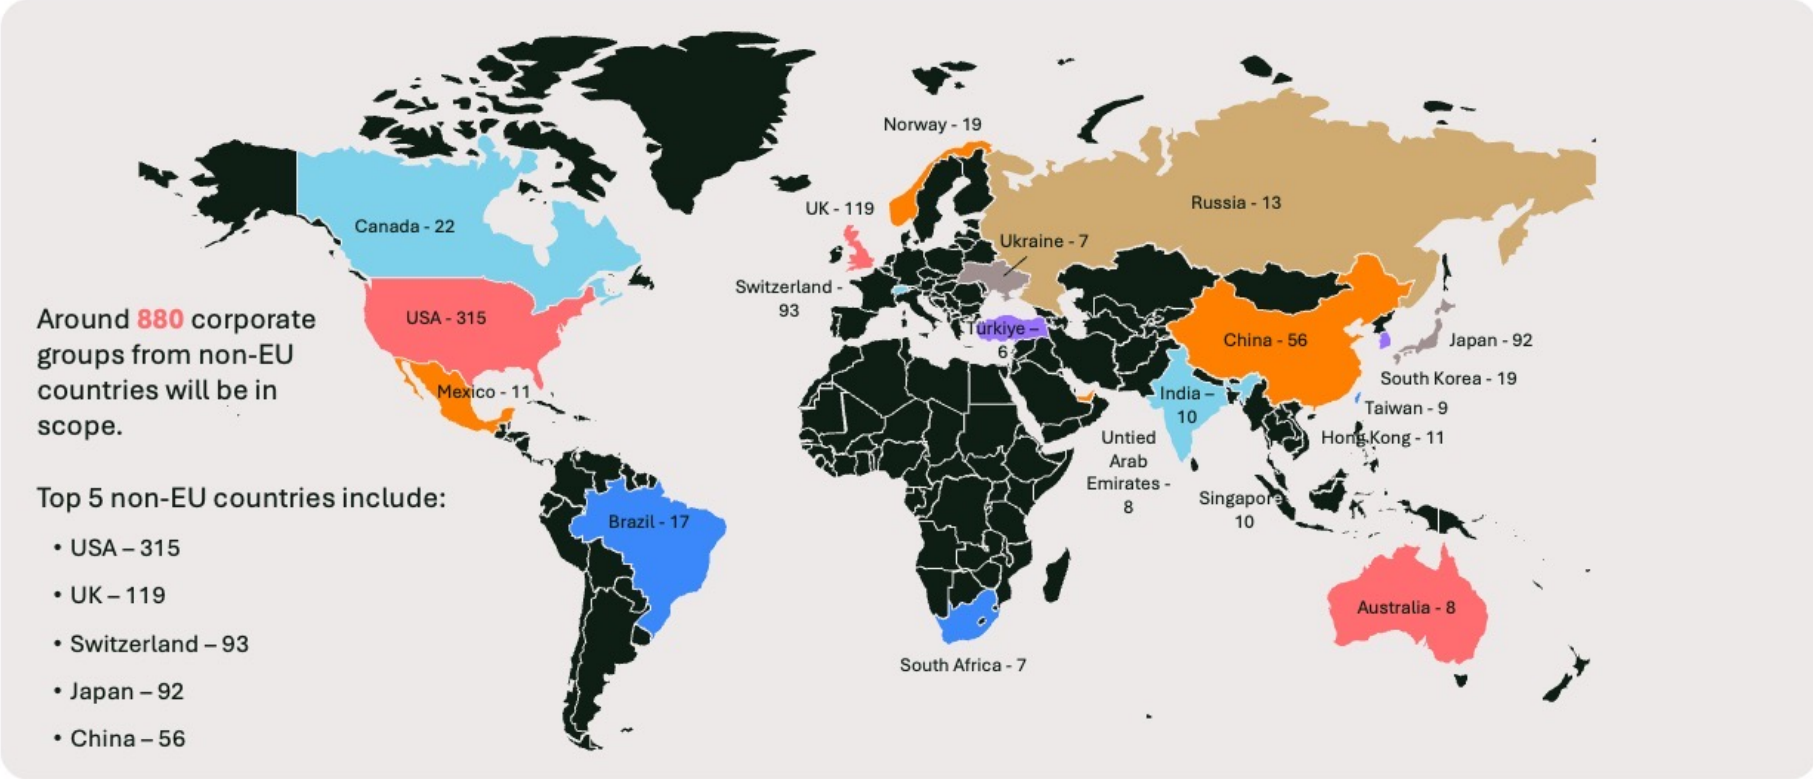 Around 880 corporate
groups from non-EU
countries will be in
scope.
Top 5 non-EU countries include:
• USA – 315
• UK – 119
• Switzerland – 93
• Japan – 92
• China – 56
Canada - 22
USA - 315
Mexico - 11
Brazil - 17
Norway - 19
UK - 119
Switzerland -
93
Ukraine - 7
Türkiye –
6
Russia - 13
China - 56
Japan - 92
South Korea - 19
Taiwan - 9
Hong Kong - 11
India –
10
Untied
Arab
Emirates -
8
Singapore
10
Australia - 8
South Africa - 7